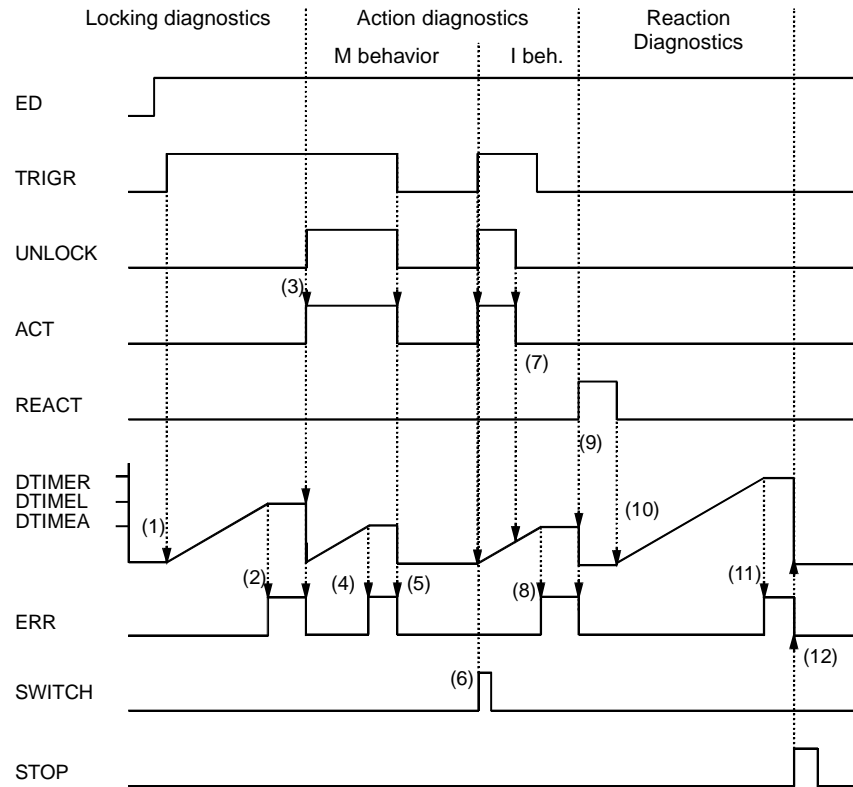 Locking diagnostics
Action diagnostics
Reaction
Diagnostics
M behavior
I beh.
ED
TRIGR
UNLOCK
(3)
ACT
(7)
REACT
(9)
DTIMER
DTIMEL
DTIMEA
(1)
(10)
(2)
(4)
(5)
(8)
(11)
ERR
(12)
(6)
SWITCH
STOP